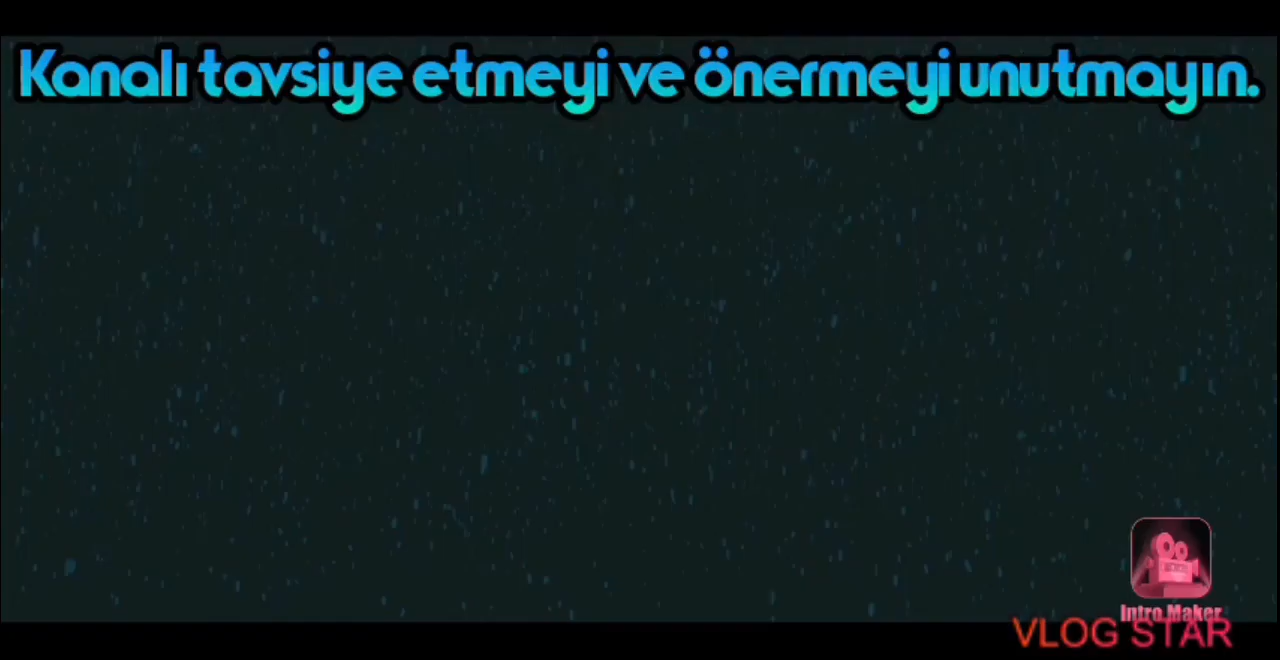 Kanalı tavsiye etmeyi ve önermeyi unutmayın.
Intro Maker
VLOG STAR